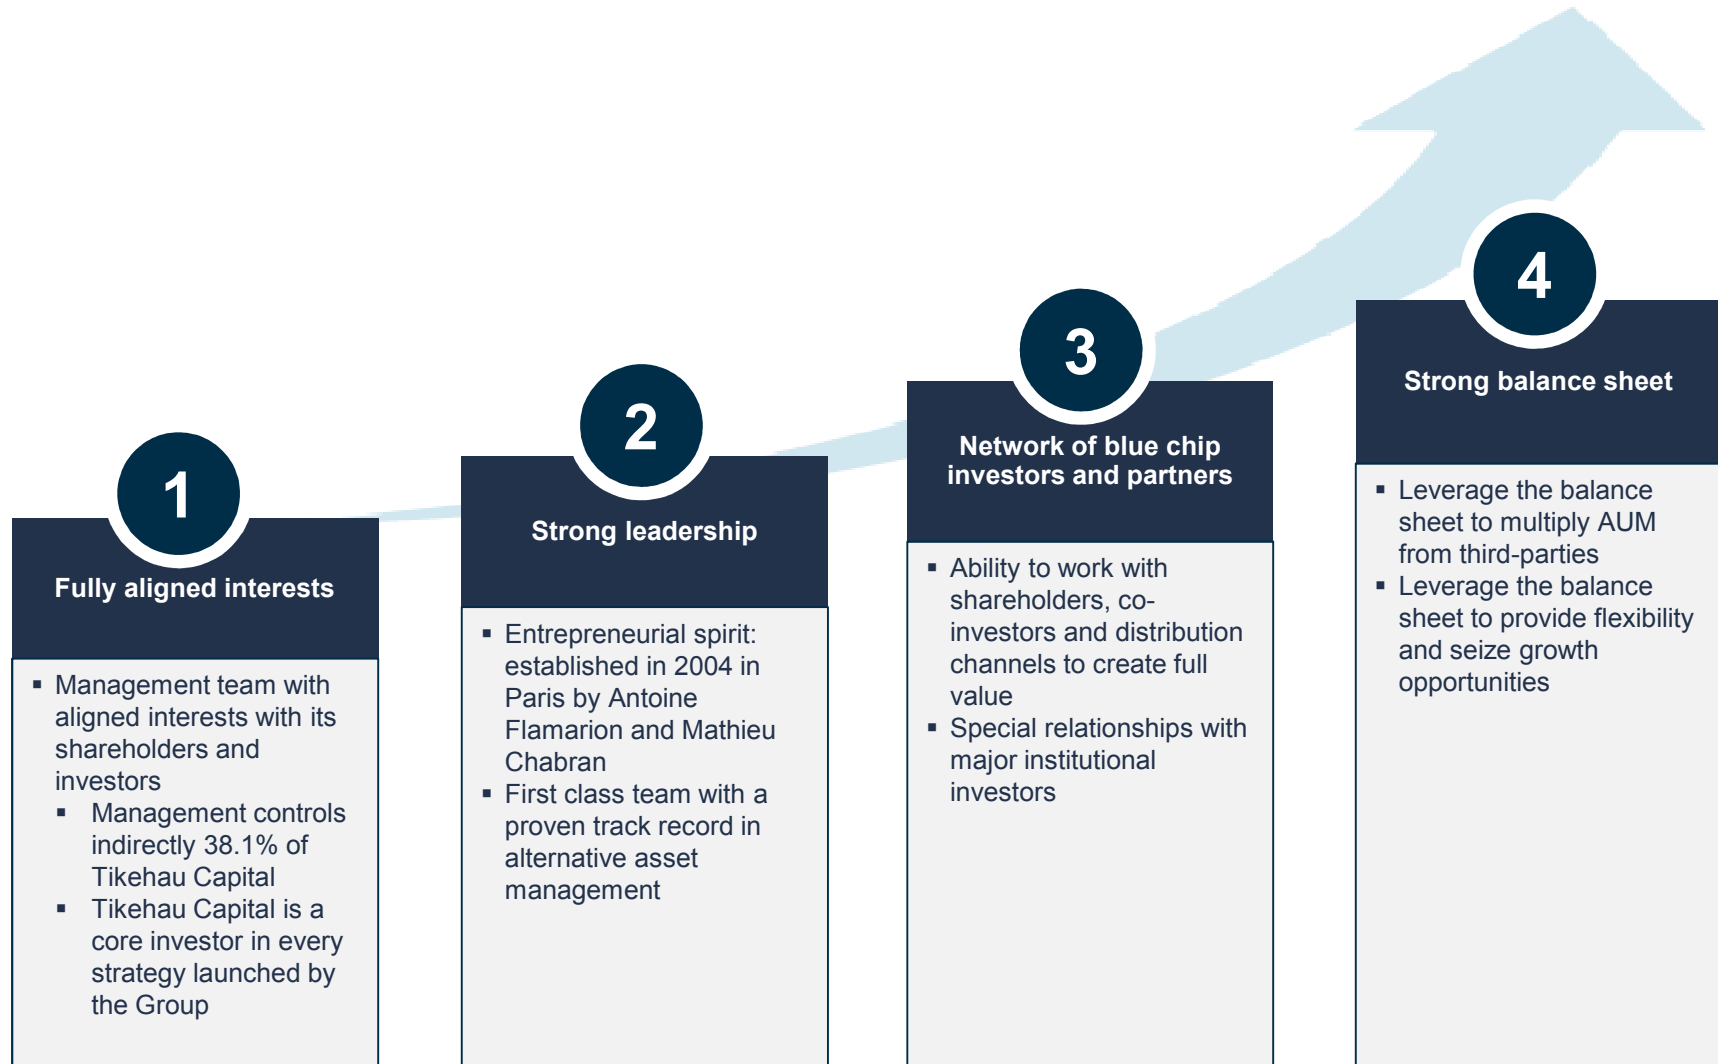 1
Fully aligned interests
▪ Management team with
aligned interests with its
shareholders and
investors
▪ Management controls
indirectly 38.1% of
Tikehau Capital
▪ Tikehau Capital is a
core investor in every
strategy launched by
the Group
2
Strong leadership
▪ Entrepreneurial spirit:
established in 2004 in
Paris by Antoine
Flamarion and Mathieu
Chabran
▪ First class team with a
proven track record in
alternative asset
management
3
Network of blue chip
investors and partners
▪ Ability to work with
shareholders, co-
investors and distribution
channels to create full
value
▪ Special relationships with
major institutional
investors
4
Strong balance sheet
▪ Leverage the balance
sheet to multiply AUM
from third-parties
▪ Leverage the balance
sheet to provide flexibility
and seize growth
opportunities